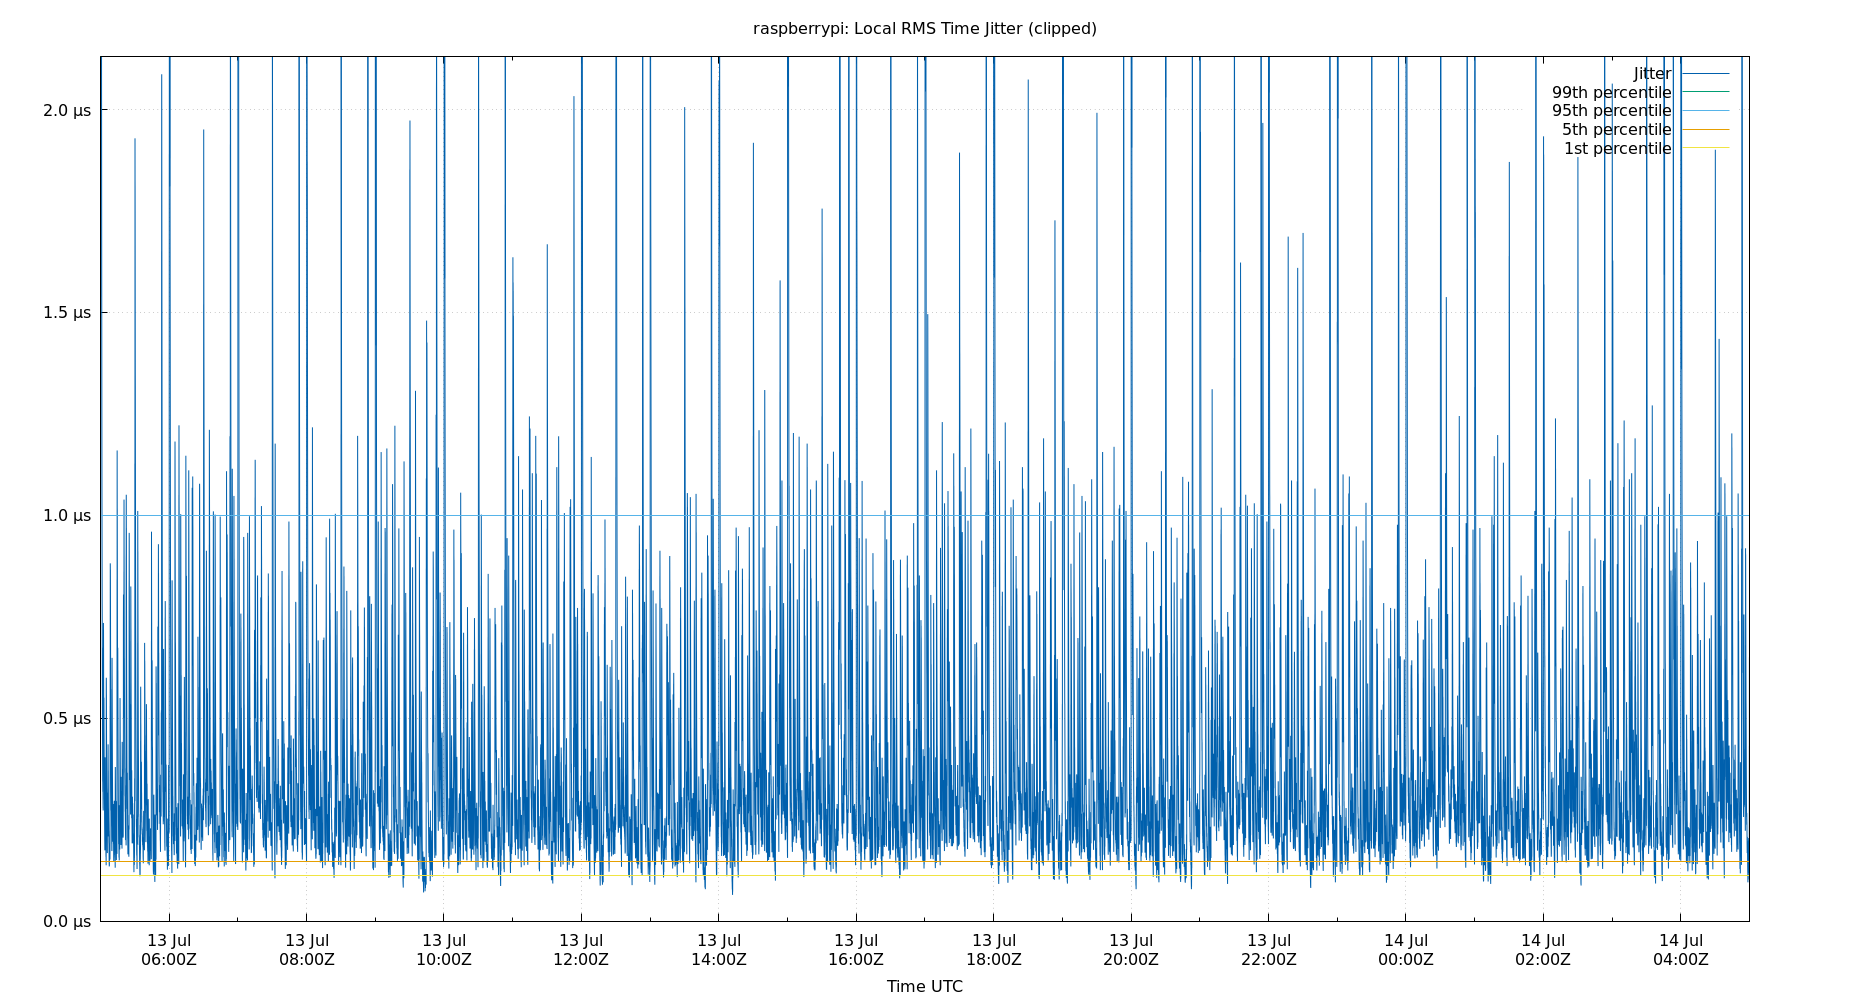 raspberrypi: Local RMS Time Jitter (clipped)
Jitter
99th percentile
95th percentile
5th percentile
1st percentile
2.0 µs
1.5 µs
1.0 µs
0.5 µs
0.0 µs
13 Jul 13 Jul 13 Jul 13 Jul 13 Jul 13 Jul 13 Jul 13 Jul 13 Jul 14 Jul 14 Jul 14 Jul
06:00Z 08:00Z 10:00Z 12:00Z 14:00Z 16:00Z 18:00Z 20:00Z 22:00Z 00:00Z 02:00Z 04:00Z
Time UTC